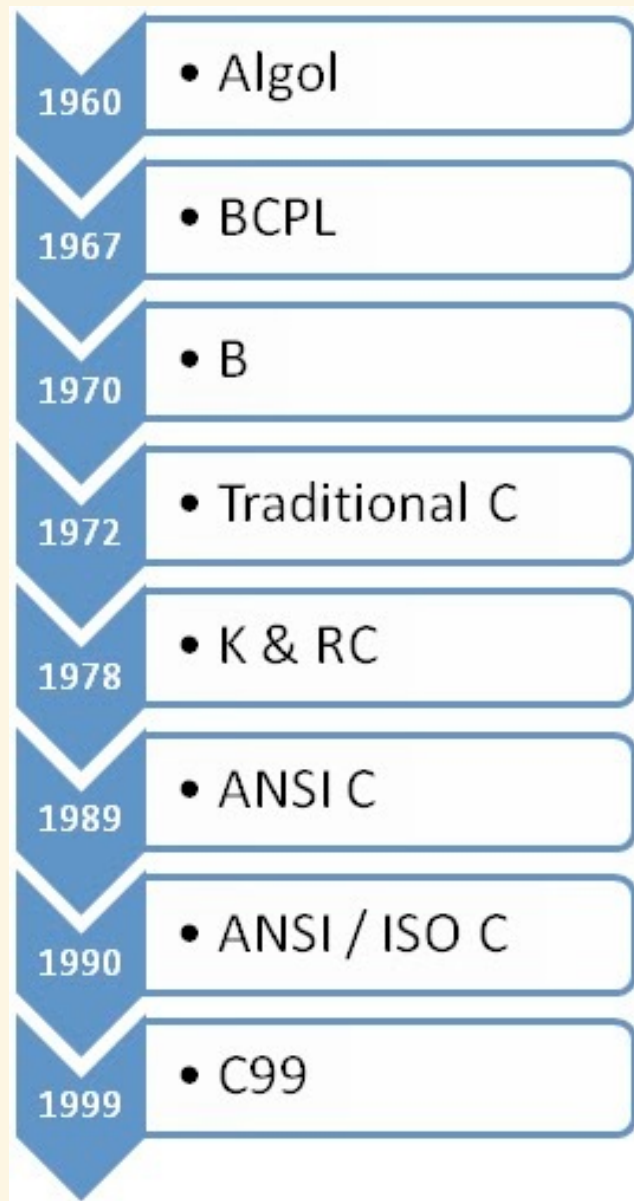 1960
• Algol
1967
• BCPL
1970
• B
1972
• Traditional C
1978
• K & RC
1989
• ANSI C
1990
• ANSI / ISO C
1999
• C99